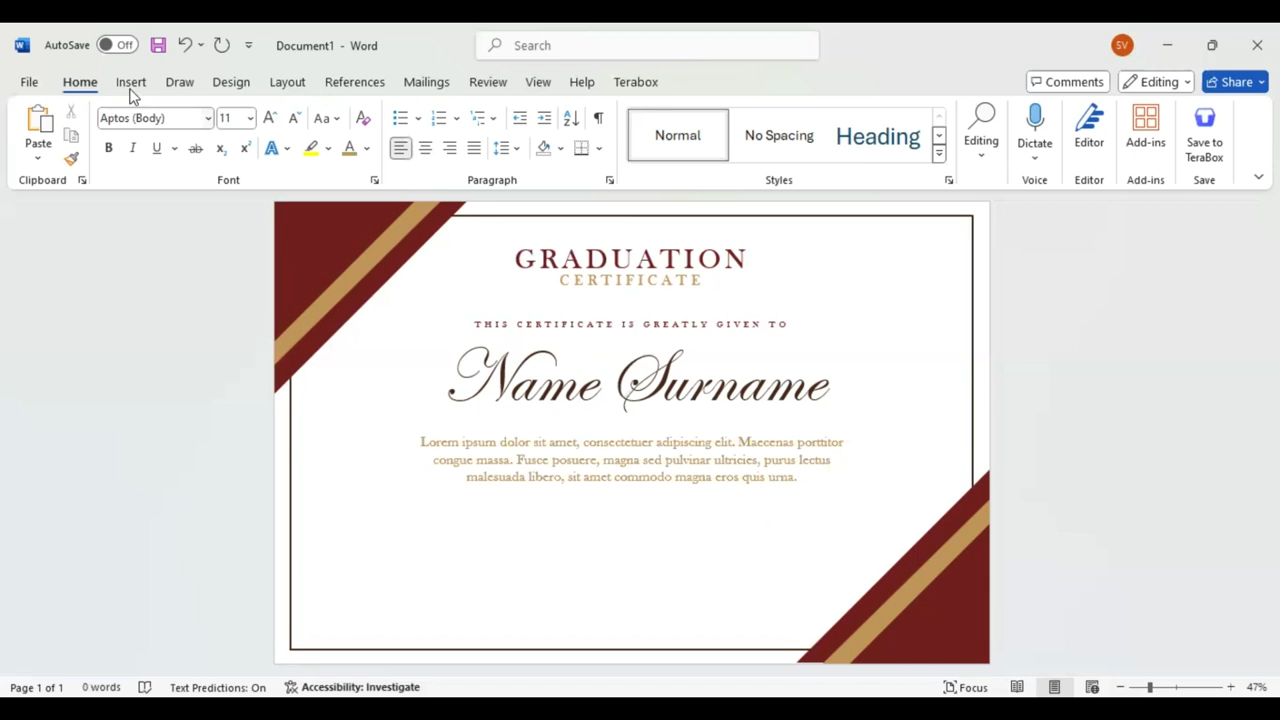 AutoSave Off Document1 - Word Search SV
File Home Insert Draw Design Layout References Mailings Review View Help Terabox Comments Editing Share
Aptos (Body) 11 Aa
Normal No Spacing Heading
Paste Editing Dictate Editor Add-ins Save to TeraBox
Clipboard Font Paragraph Styles Voice Editor Add-ins Save
GRADUATION
CERTIFICATE
THIS CERTIFICATE IS GREATLY GIVEN TO
Name Surname
Lorem ipsum dolor sit amet, consectetuer adipiscing elit. Maecenas porttitor
congue massa. Fusce posuere, magna sed pulvinar ultricies, purus lectus
malesuada libero, sit amet commodo magna eros quis urna.
Page 1 of 1 0 words Text Predictions: On Accessibility: Investigate Focus 47%